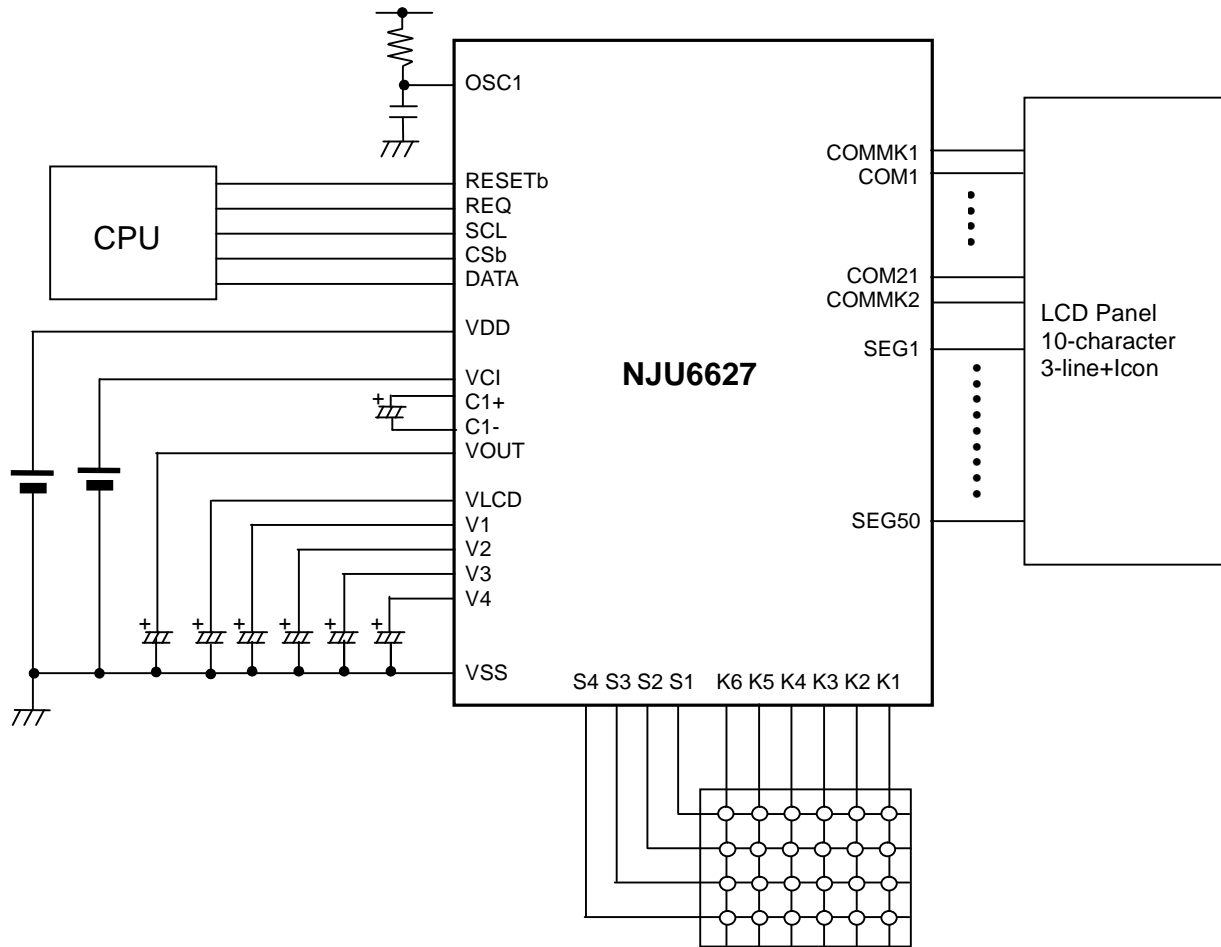 OSC1
RESETb
REQ
SCL
CSb
DATA
CPU
VDD
VCI
C1+
C1-
VOUT
VLCD
V1
V2
V3
V4
VSS
+
+ + + + + +
NJU6627
COMMK1
COM1
COM21
COMMK2
SEG1
SEG50
LCD Panel
10-character
3-line+Icon
S4 S3 S2 S1 K6 K5 K4 K3 K2 K1